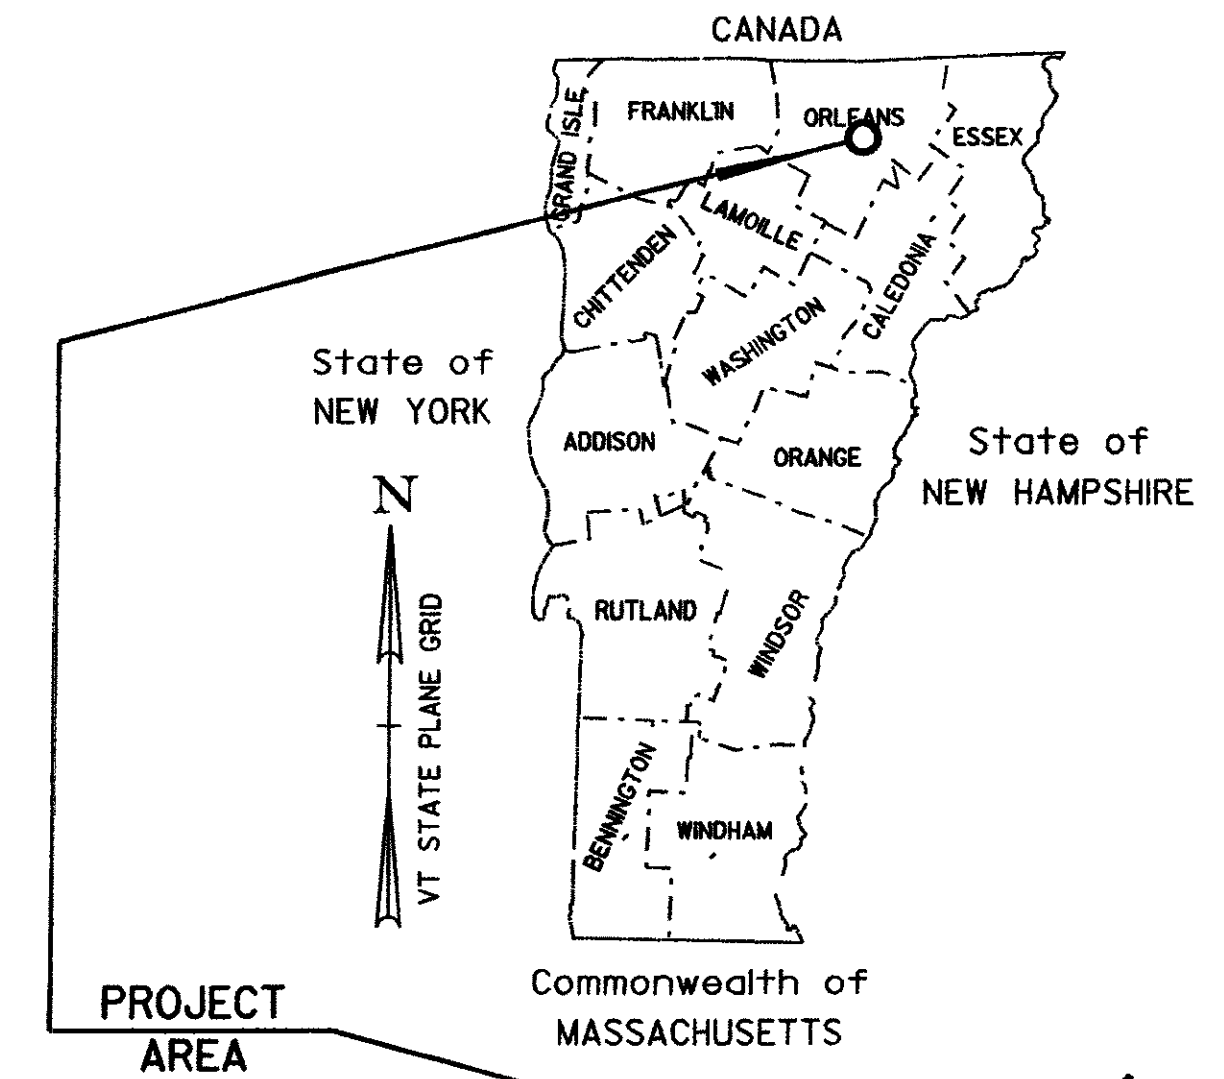 CANADA
GRAND ISLE
FRANKLIN
ORLEANS
ESSEX
LAMOILLE
CHITTENDEN
CALEDONIA
WASHINGTON
State of
NEW YORK
ADDISON
ORANGE
State of
NEW HAMPSHIRE
N
VT STATE PLANE GRID
RUTLAND
WINDSOR
BENNINGTON
WINDHAM
Commonwealth of
MASSACHUSETTS
PROJECT
AREA